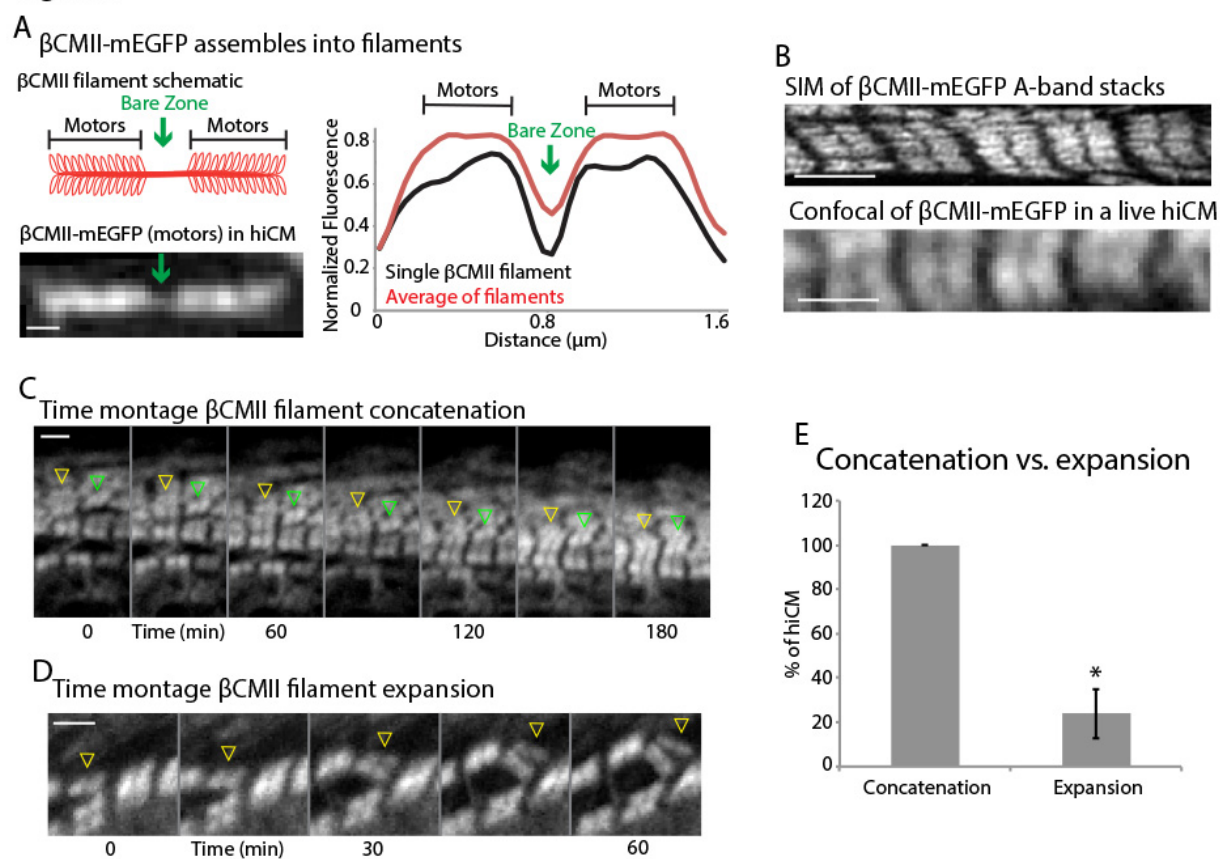 A
βCMII-mEGFP assembles into filaments
βCMII filament schematic
Bare Zone
Motors
Motors
βCMII-mEGFP (motors) in hiCM
Motors
Motors
Bare Zone
Normalized Fluorescence
0.8
0.6
0.4
0.2
0
Single βCMII filament
Average of filaments
0
0.8
1.6
Distance (μm)
B
SIM of βCMII-mEGFP A-band stacks
Confocal of βCMII-mEGFP in a live hiCM
C
Time montage βCMII filament concatenation
0
Time (min)
60
120
180
D
Time montage βCMII filament expansion
0
Time (min)
30
60
E
Concatenation vs. expansion
% of hiCM
120
100
80
60
40
20
0
*
Concatenation
Expansion